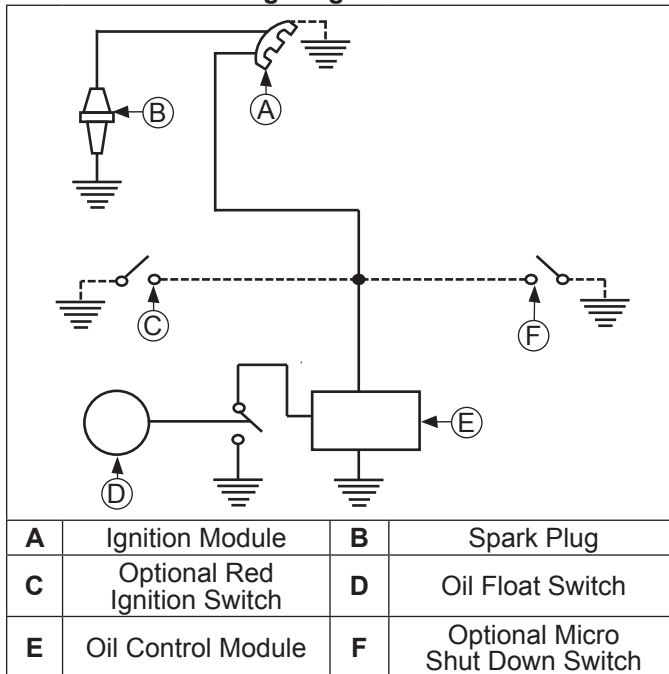 A
B
C
F
E
D
A Ignition Module B Spark Plug
C Optional Red Ignition Switch D Oil Float Switch
E Oil Control Module F Optional Micro Shut Down Switch